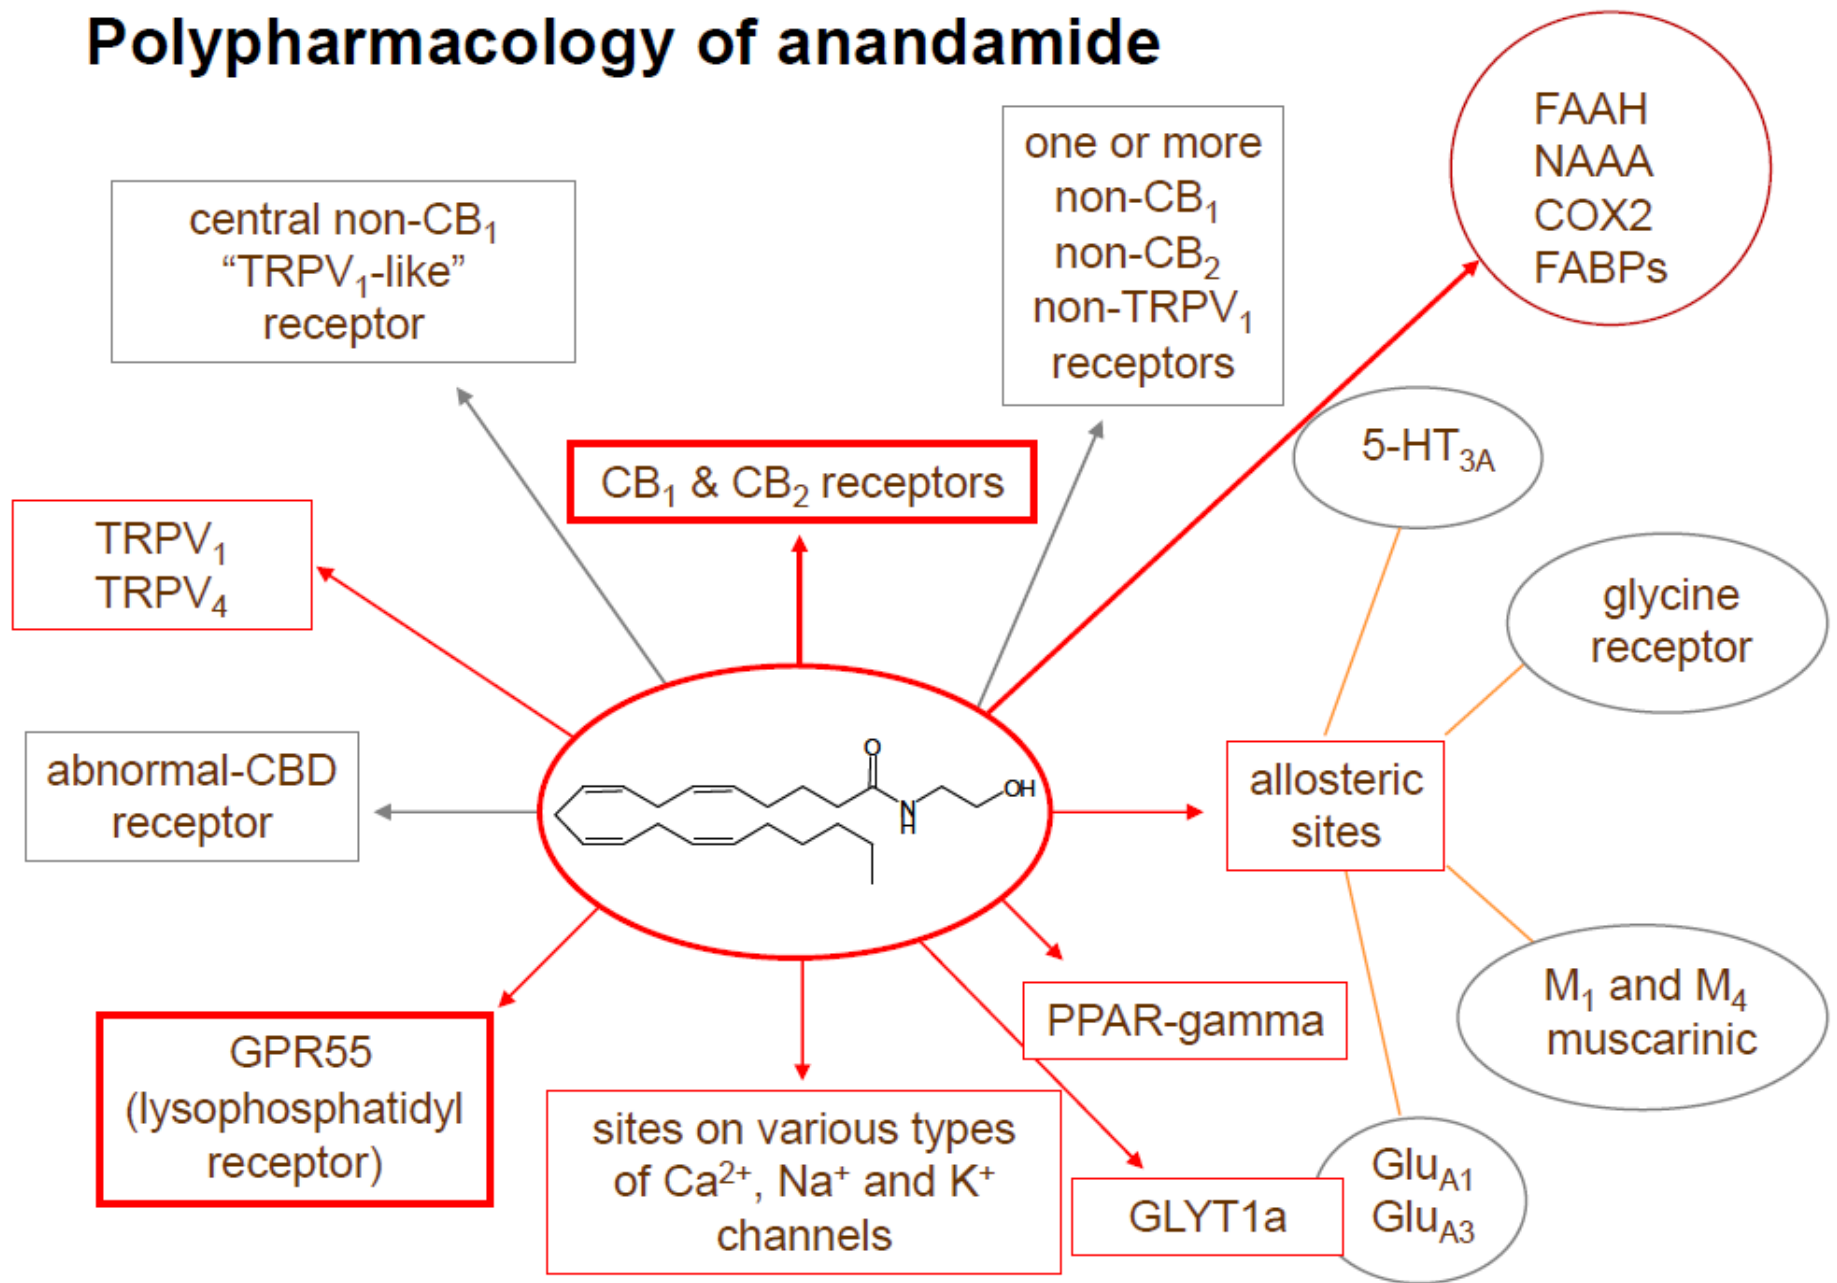 Polypharmacology of anandamide
FAAH
NAAA
COX2
FABPs
one or more
non-CB₁
non-CB₂
non-TRPV₁
receptors
central non-CB₁
“TRPV₁-like”
receptor
5-HT₃A
CB₁ & CB₂ receptors
TRPV₁
TRPV₄
glycine
receptor
abnormal-CBD
receptor
O
N
H
OH
allosteric
sites
M₁ and M₄
muscarinic
PPAR-gamma
GPR55
(lysophosphatidyl
receptor)
sites on various types
of Ca²⁺, Na⁺ and K⁺
channels
GLYT1a
Glu_A1
Glu_A3